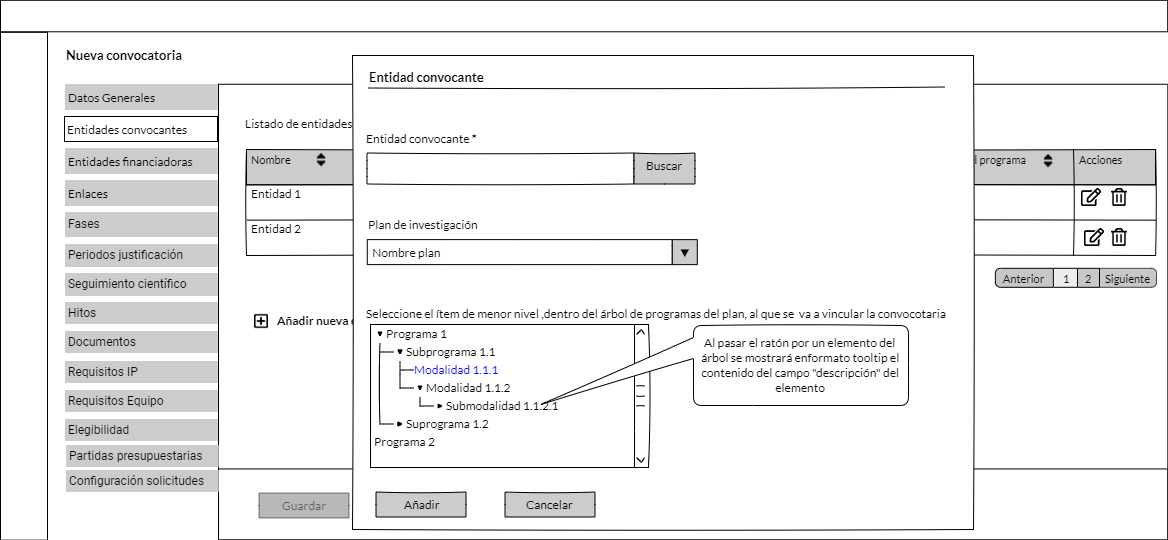 Nueva convocatoria
Datos Generales
Entidades convocantes
Entidades financiadoras
Enlaces
Fases
Periodos justificación
Seguimiento científico
Hitos
Documentos
Requisitos IP
Requisitos Equipo
Elegibilidad
Partidas presupuestarias
Configuración solicitudes
Listado de entidades
Nombre
programa
Acciones
Entidad 1
Entidad 2
Anterior 1 2 Siguiente
Añadir nueva
Guardar
Entidad convocante
Entidad convocante *
Buscar
Plan de investigación
Nombre plan
Seleccione el ítem de menor nivel ,dentro del árbol de programas del plan, al que se va a vincular la convocotaria
Programa 1
Subprograma 1.1
Modalidad 1.1.1
Modalidad 1.1.2
Submodalidad 1.1.2.1
Suprograma 1.2
Programa 2
Al pasar el ratón por un elemento del
árbol se mostrará enformato tooltip el
contenido del campo "descripción" del
elemento
Añadir
Cancelar